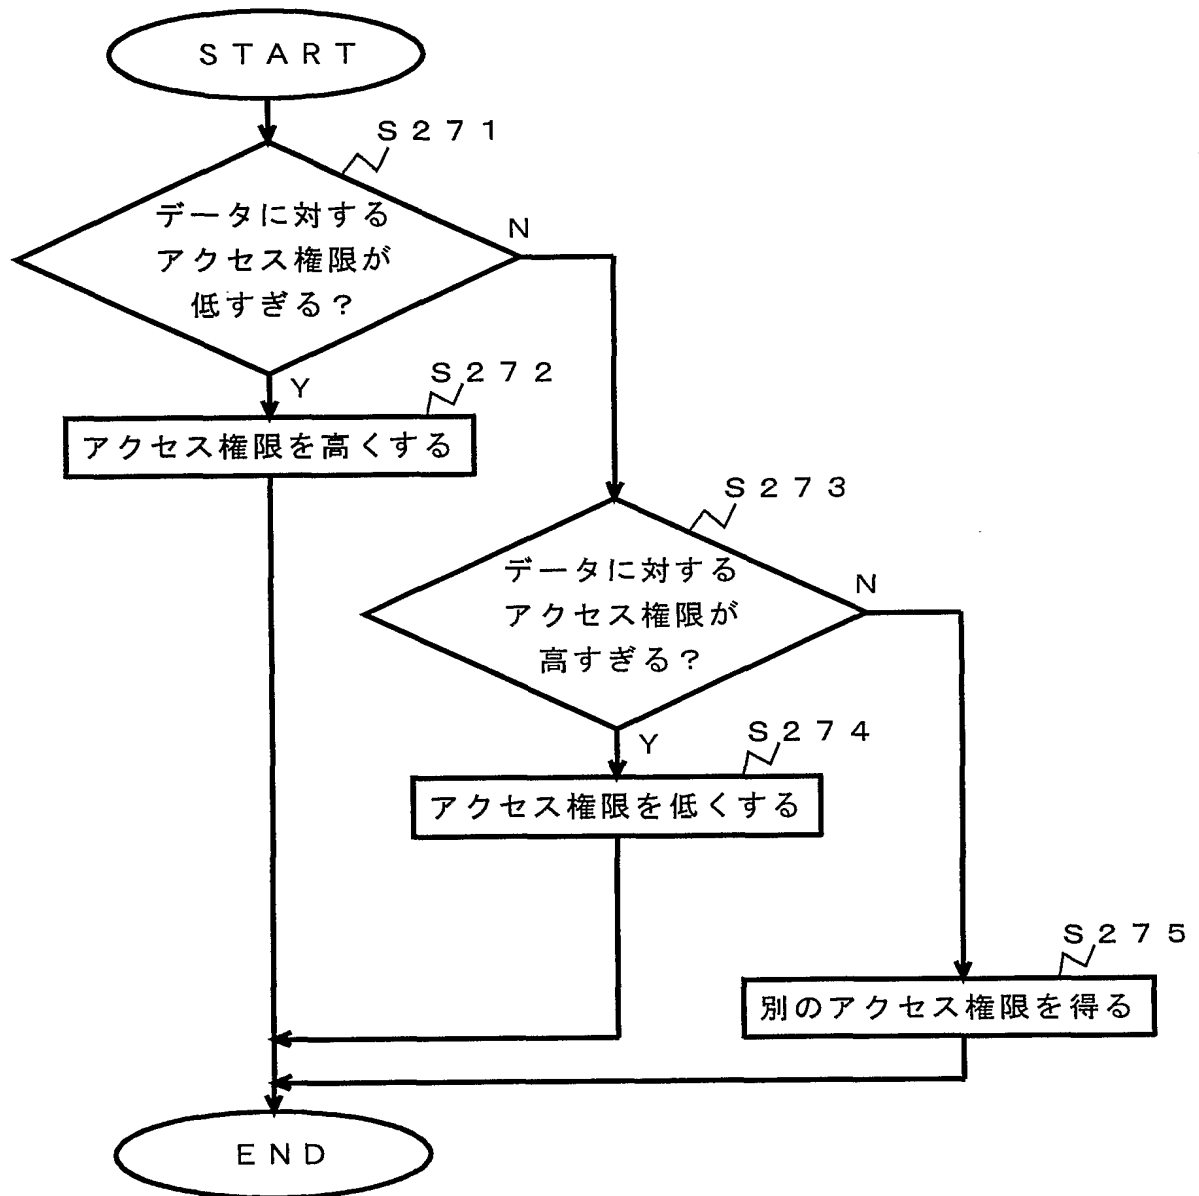 ＳＴＡＲＴ
Ｓ２７１
データに対する
アクセス権限が
低すぎる？
Ｎ
Ｙ
Ｓ２７２
アクセス権限を高くする
Ｓ２７３
データに対する
アクセス権限が
高すぎる？
Ｎ
Ｙ
Ｓ２７４
アクセス権限を低くする
Ｓ２７５
別のアクセス権限を得る
ＥＮＤ